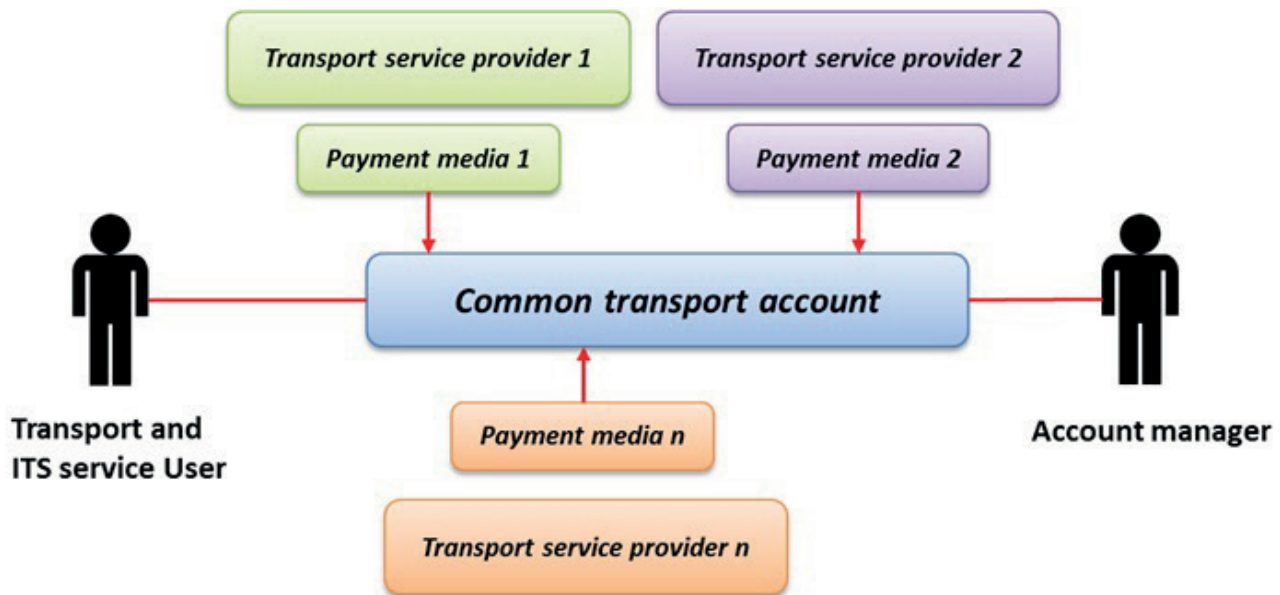 Transport service provider 1
Transport service provider 2
Payment media 1
Payment media 2
Common transport account
Transport and
ITS service User
Account manager
Payment media n
Transport service provider n